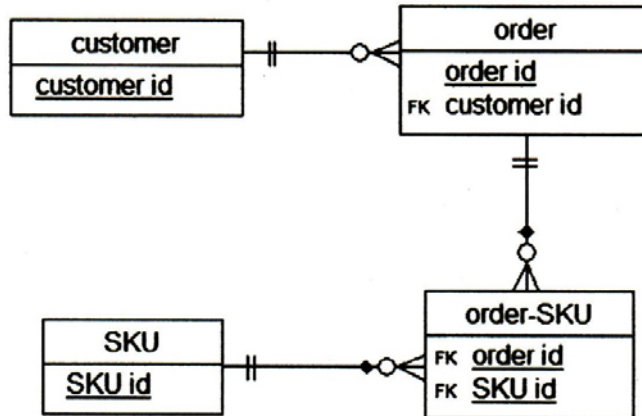 customer
customer id
order
order id
FK customer id
SKU
SKU id
order-SKU
FK order id
FK SKU id